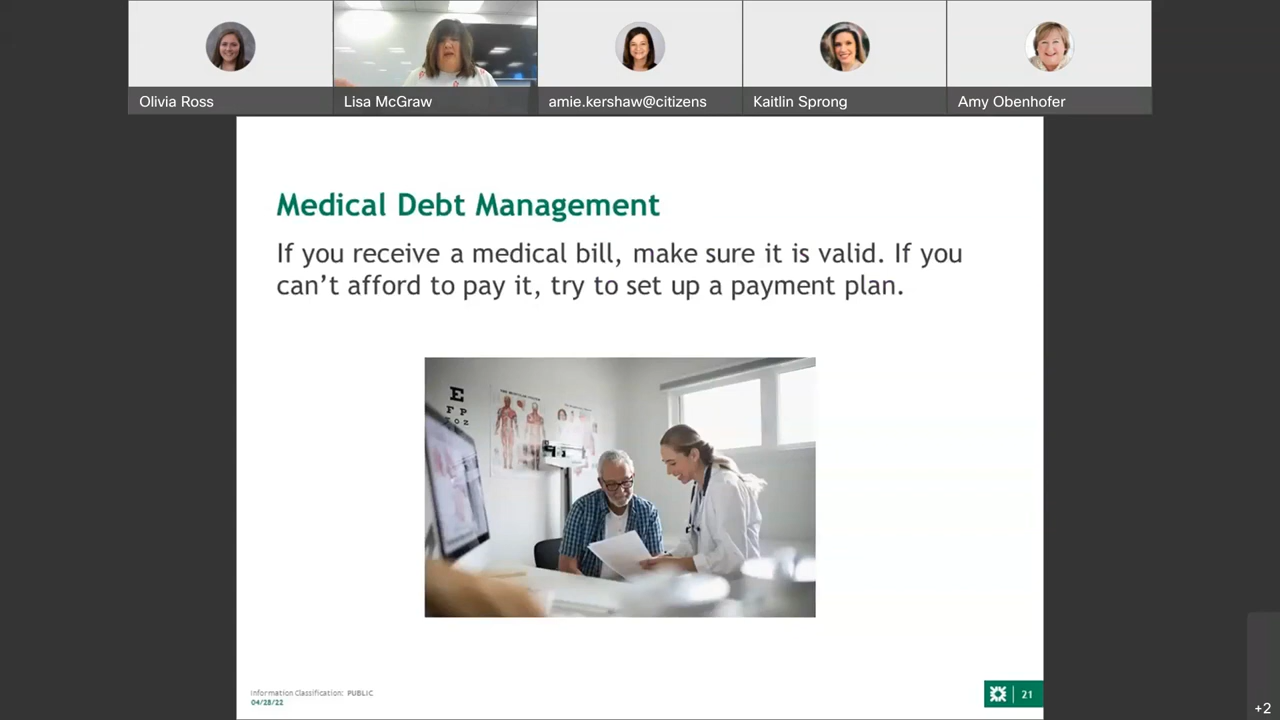 Olivia Ross
Lisa McGraw
amie.kershaw@citizens
Kaitlin Sprong
Amy Obenhofer
Medical Debt Management
If you receive a medical bill, make sure it is valid. If you
can’t afford to pay it, try to set up a payment plan.
E
F P
TOZ
Information Classification: PUBLIC
04/28/22
21
+2